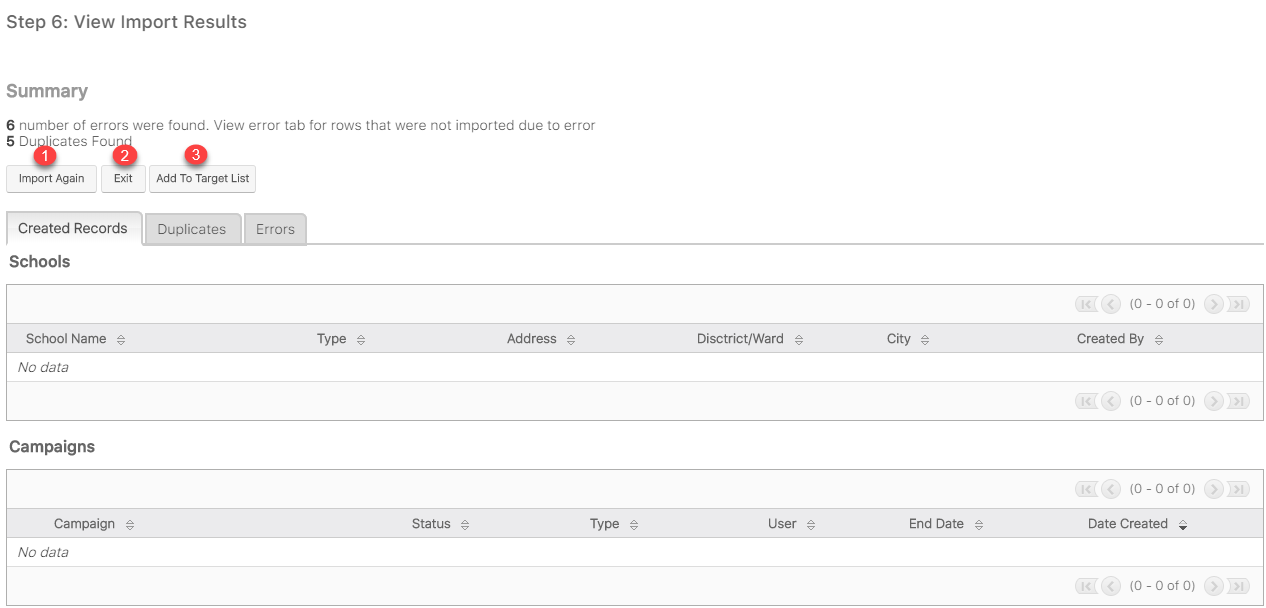 Step 6: View Import Results
Summary
6 number of errors were found. View error tab for rows that were not imported due to error
5 Duplicates Found
1 2 3
Import Again Exit Add To Target List
Created Records Duplicates Errors
Schools
(0 - 0 of 0)
School Name Type Address Disctrict/Ward City Created By
No data
(0 - 0 of 0)
Campaigns
(0 - 0 of 0)
Campaign Status Type User End Date Date Created
No data
(0 - 0 of 0)